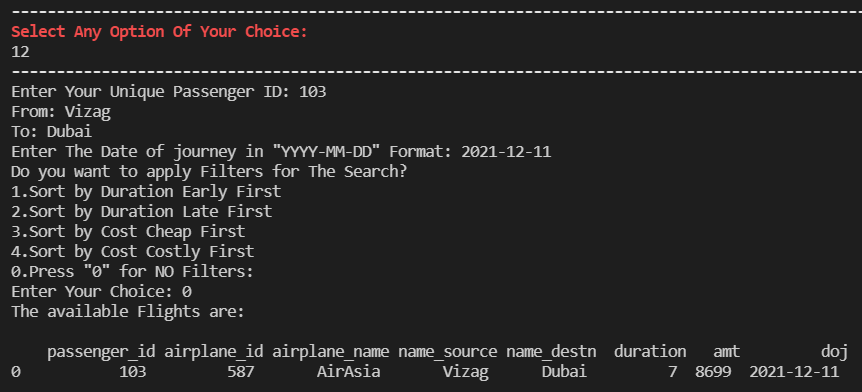 --------------------------------------------------------------------------------
Select Any Option Of Your Choice:
12
--------------------------------------------------------------------------------
Enter Your Unique Passenger ID: 103
From: Vizag
To: Dubai
Enter The Date of journey in "YYYY-MM-DD" Format: 2021-12-11
Do you want to apply Filters for The Search?
1.Sort by Duration Early First
2.Sort by Duration Late First
3.Sort by Cost Cheap First
4.Sort by Cost Costly First
0.Press "0" for NO Filters:
Enter Your Choice: 0
The available Flights are:
passenger_id airplane_id airplane_name name_source name_destn duration amt doj
0 103 587 AirAsia Vizag Dubai 7 8699 2021-12-11